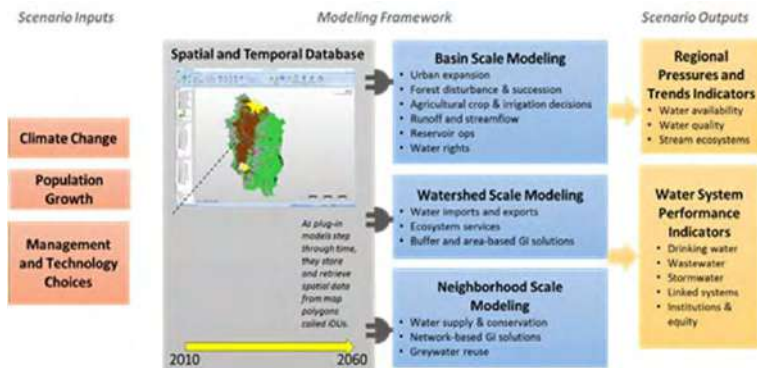 Scenario Inputs
Modeling Framework
Scenario Outputs
Climate Change
Population
Growth
Management
and Technology
Choices
Spatial and Temporal Database
As plug-in
models step
through time,
they store
and retrieve
spatial data
from map
polygons
called IDUs.
2010
2060
Basin Scale Modeling
• Urban expansion
• Forest disturbance & succession
• Agricultural crop & irrigation decisions
• Runoff and streamflow
• Reservoir ops
• Water rights
Watershed Scale Modeling
• Water imports and exports
• Ecosystem services
• Buffer and area-based GI solutions
Neighborhood Scale
Modeling
• Water supply & conservation
• Network-based GI solutions
• Greywater reuse
Regional
Pressures and
Trends Indicators
• Water availability
• Water quality
• Stream ecosystems
Water System
Performance
Indicators
• Drinking water
• Wastewater
• Stormwater
• Linked systems
• Institutions &
equity